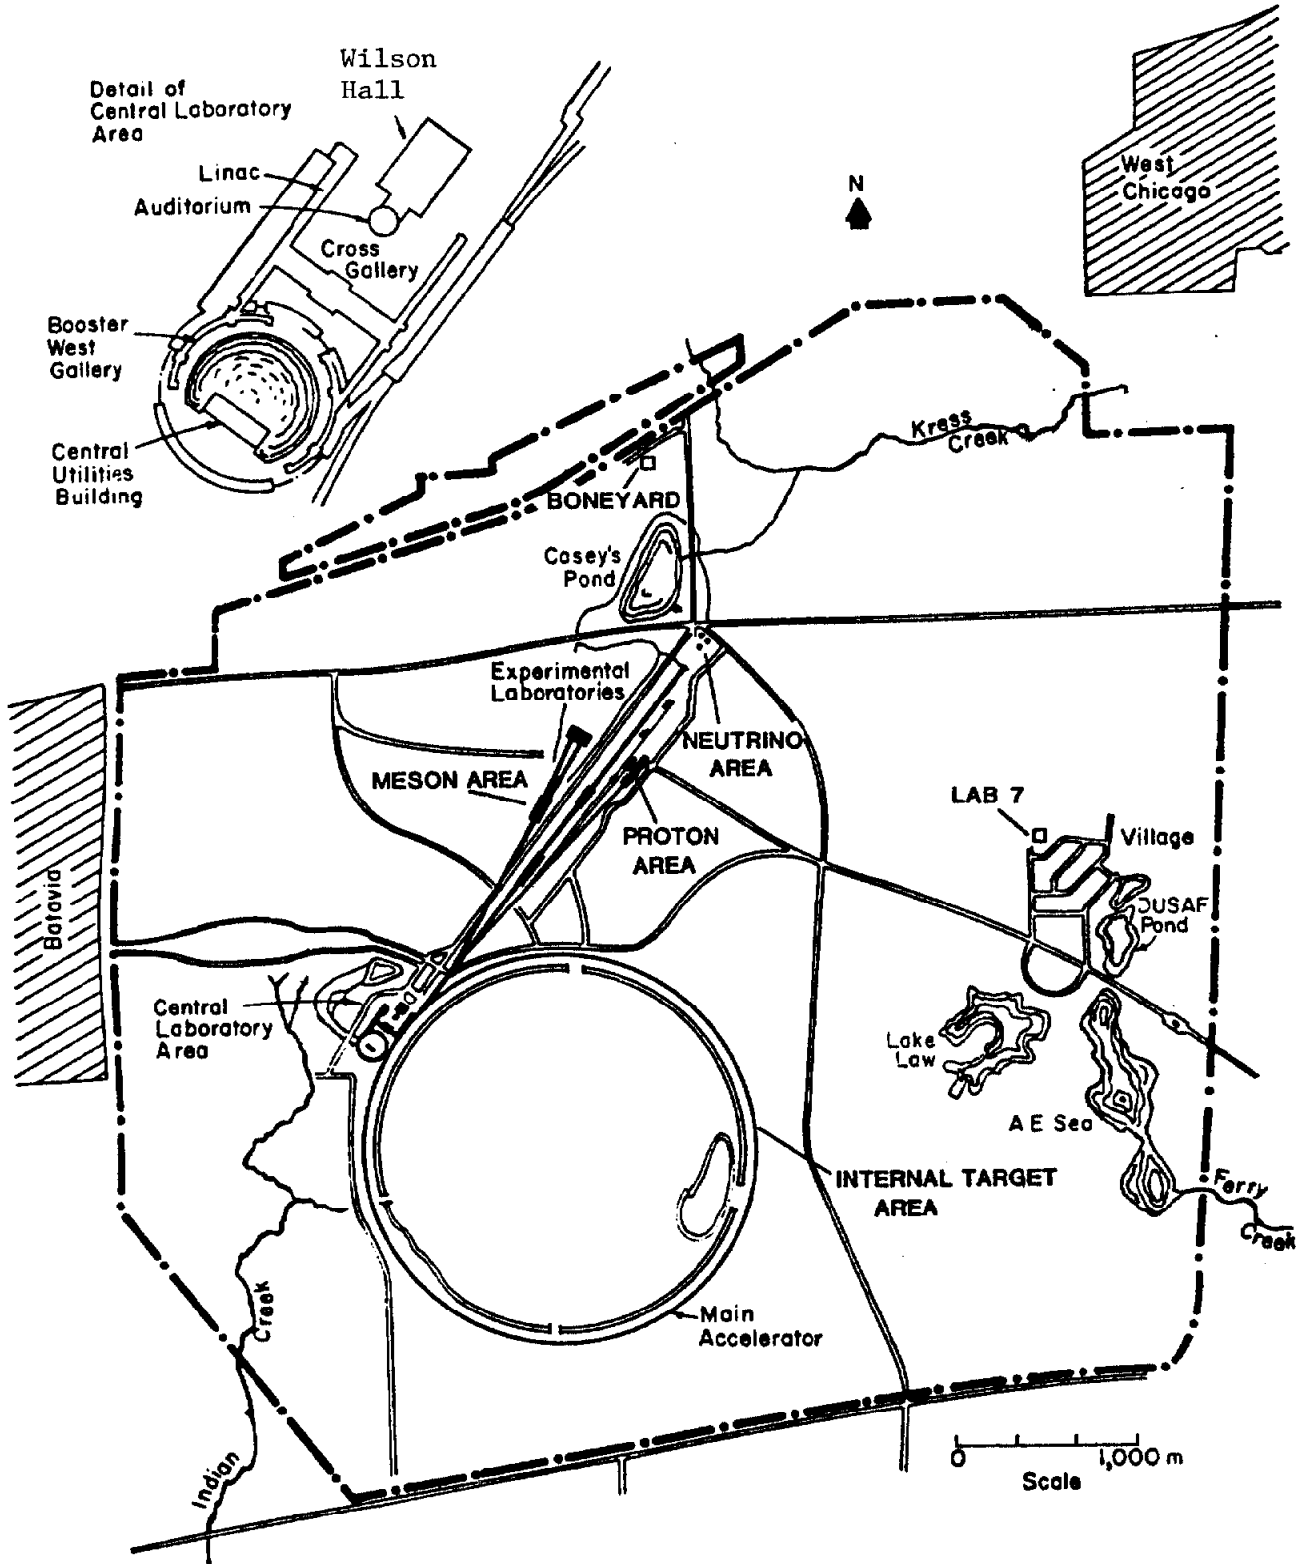 Wilson
Hall
Detail of
Central Laboratory
Area
Linac
Auditorium
Cross
Gallery
Booster
West
Gallery
Central
Utilities
Building
West
Chicago
N
Kress
Creek
BONEYARD
Casey's
Pond
Experimental
Laboratories
NEUTRINO
AREA
MESON AREA
PROTON
AREA
LAB 7
Village
DUSAF
Pond
Batavia
Central
Laboratory
Area
Lake
Law
A E Sea
INTERNAL TARGET
AREA
Ferry
Creek
Main
Accelerator
Indian
Creek
0
1,000 m
Scale